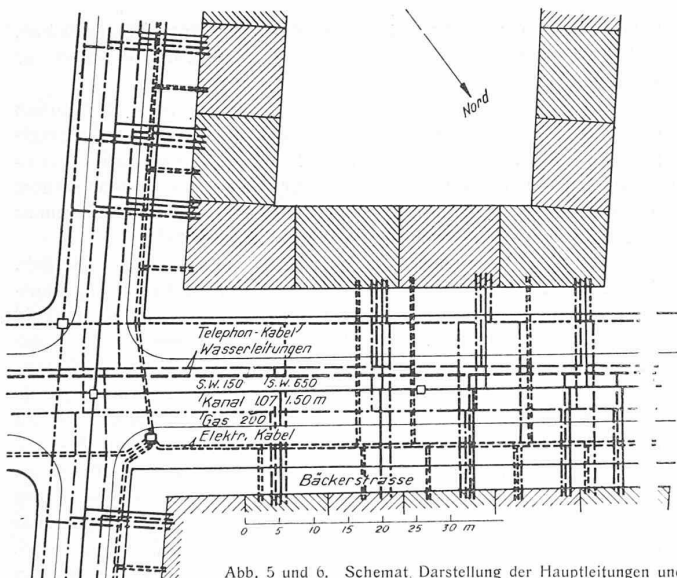 Nord
Telephon-Kabel
Wasserleitungen
S.W. 150 S.W. 650
Kanal 1.07/1.50 m
Gas 200
Elektr. Kabel
Bäckerstrasse
0 5 10 15 20 25 30 m
Abb. 5 und 6. Schemat. Darstellung der Hauptleitungen und